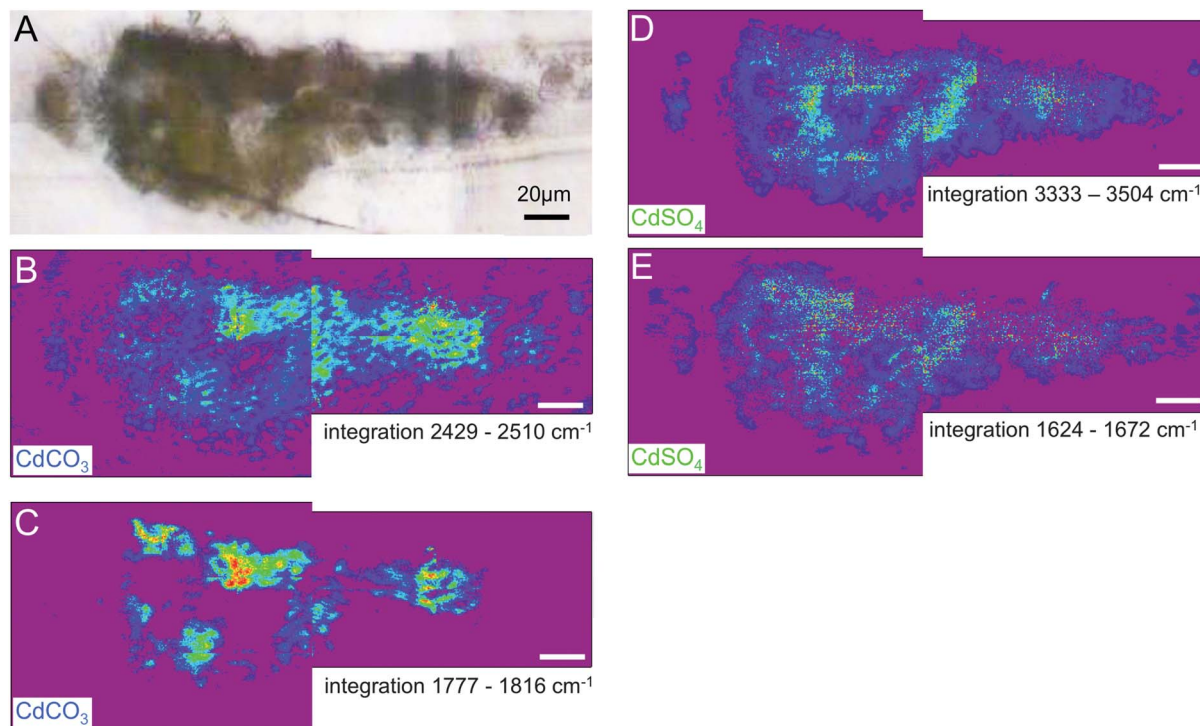 A
20μm
B
integration 2429 - 2510 cm⁻¹
CdCO₃
C
integration 1777 - 1816 cm⁻¹
CdCO₃
D
integration 3333 – 3504 cm⁻¹
CdSO₄
E
integration 1624 - 1672 cm⁻¹
CdSO₄